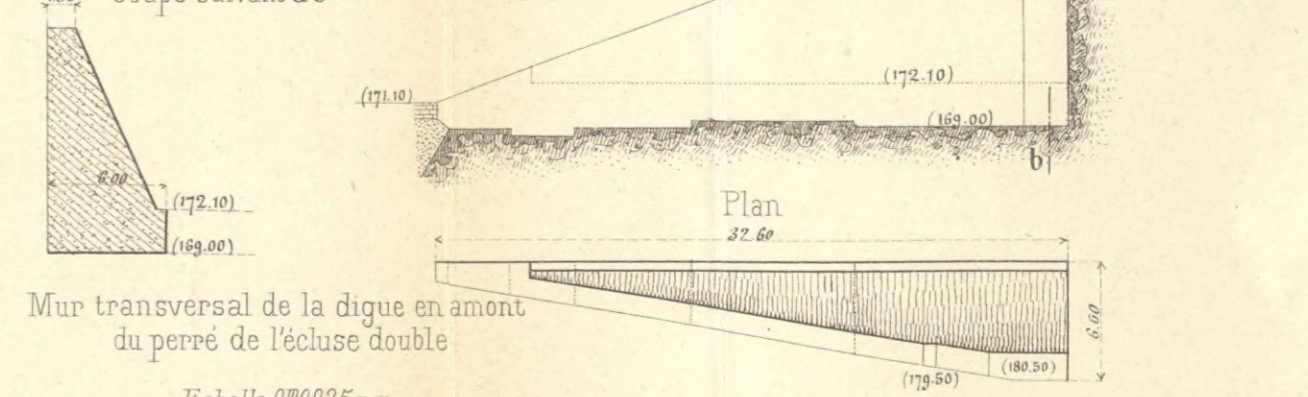 (171.10)
(172.10)
(169.00)
b
6.00
(172.10)
(169.00)
Plan
32.60
6.60
(179.50)
(180.50)
Mur transversal de la digue en amont
du perré de l'écluse double